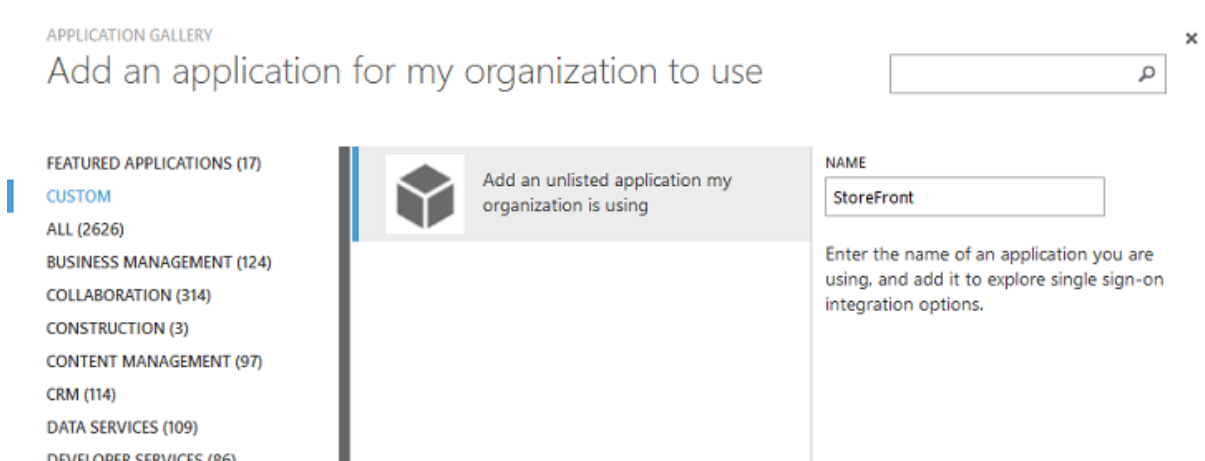 APPLICATION GALLERY
Add an application for my organization to use
FEATURED APPLICATIONS (17)
CUSTOM
ALL (2626)
BUSINESS MANAGEMENT (124)
COLLABORATION (314)
CONSTRUCTION (3)
CONTENT MANAGEMENT (97)
CRM (114)
DATA SERVICES (109)
DEVELOPER SERVICES (86)
Add an unlisted application my
organization is using
NAME
StoreFront
Enter the name of an application you are
using, and add it to explore single sign-on
integration options.